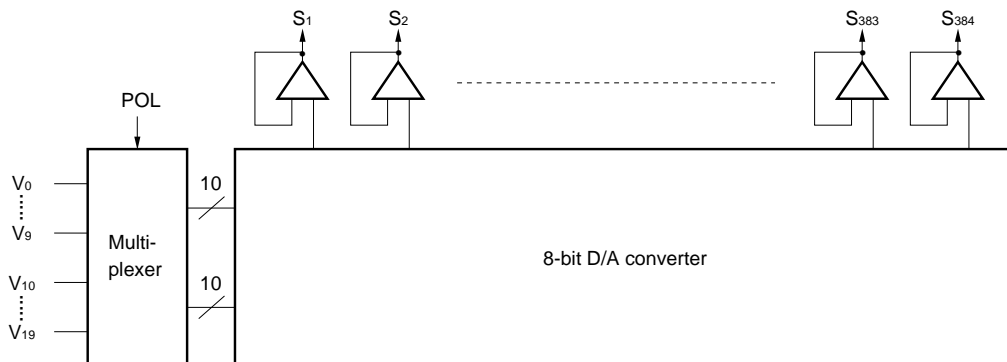 S1
S2
S383
S384
POL
V0
V9
V10
V19
Multi-
plexer
10
10
8-bit D/A converter